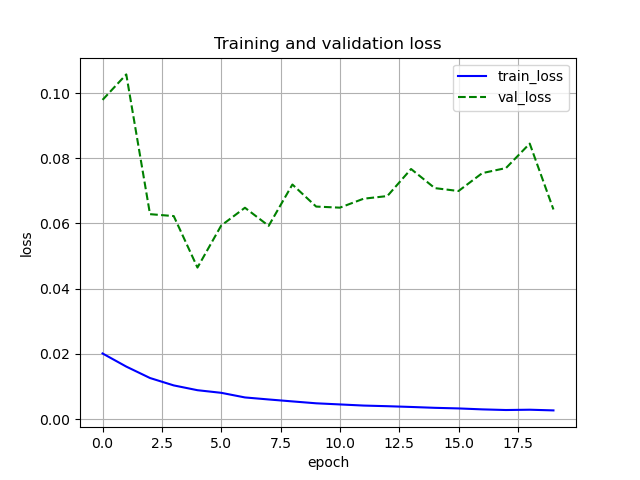 Training and validation loss
train_loss
val_loss
loss
0.10
0.08
0.06
0.04
0.02
0.00
0.0 2.5 5.0 7.5 10.0 12.5 15.0 17.5
epoch